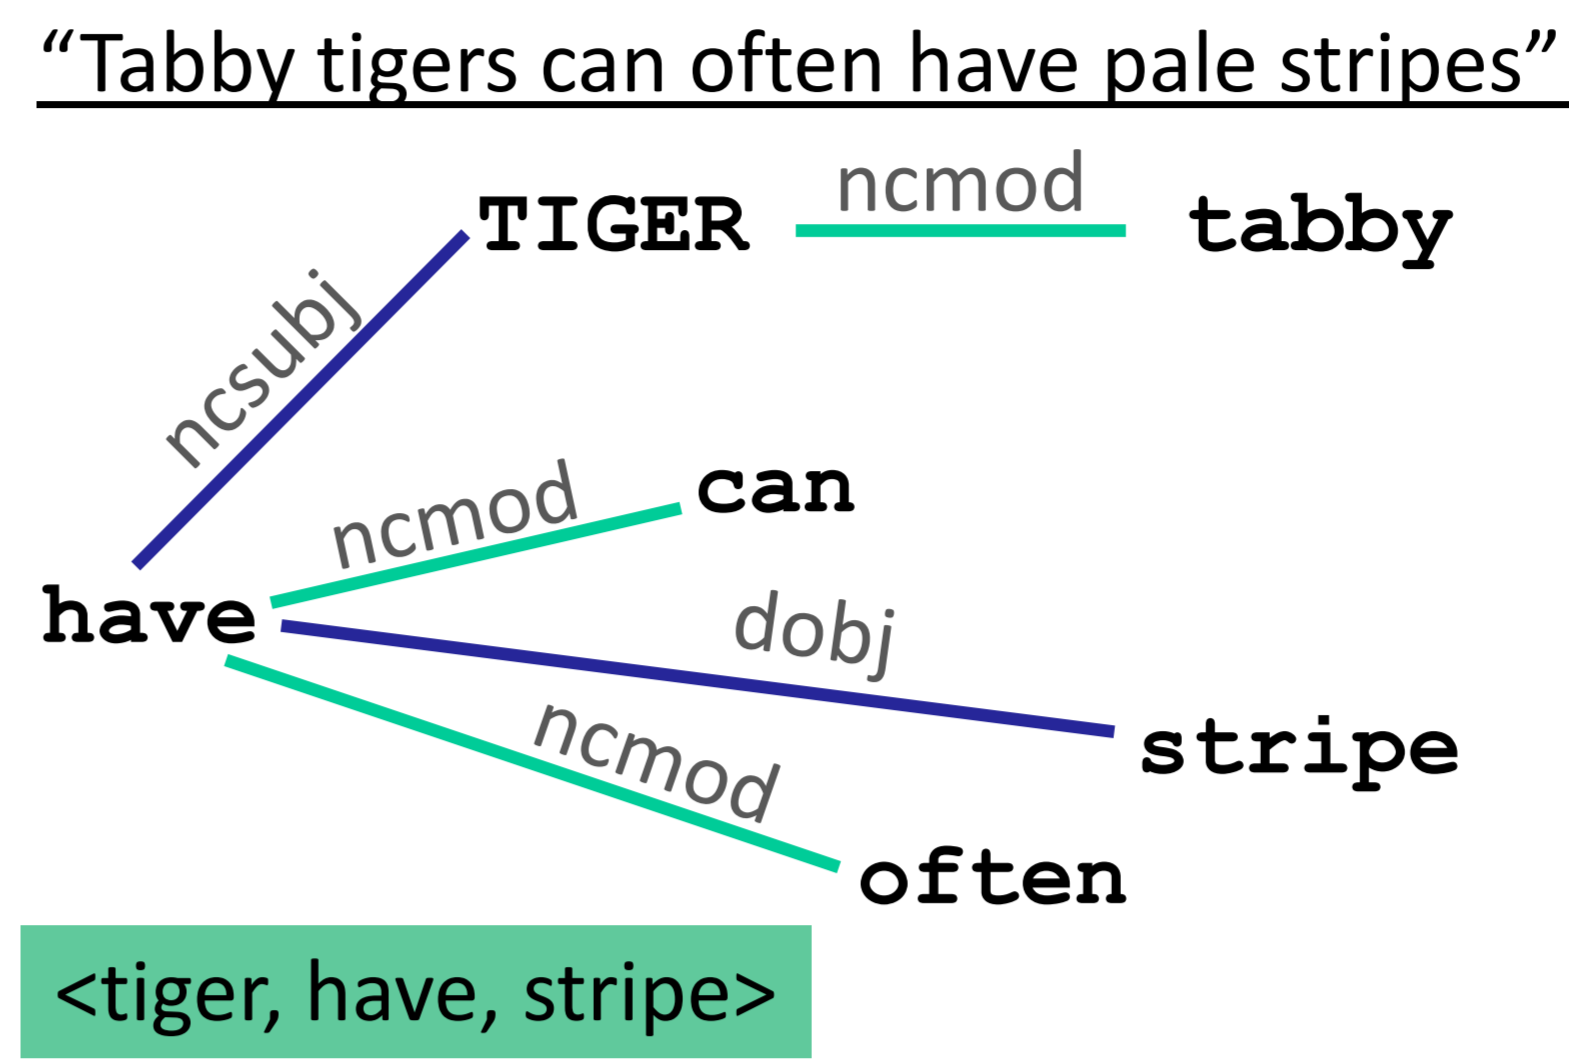 “Tabby tigers can often have pale stripes”
TIGER ncmod tabby
ncsubj
ncmod can
have
dobj
ncmod
stripe
often
<tiger, have, stripe>